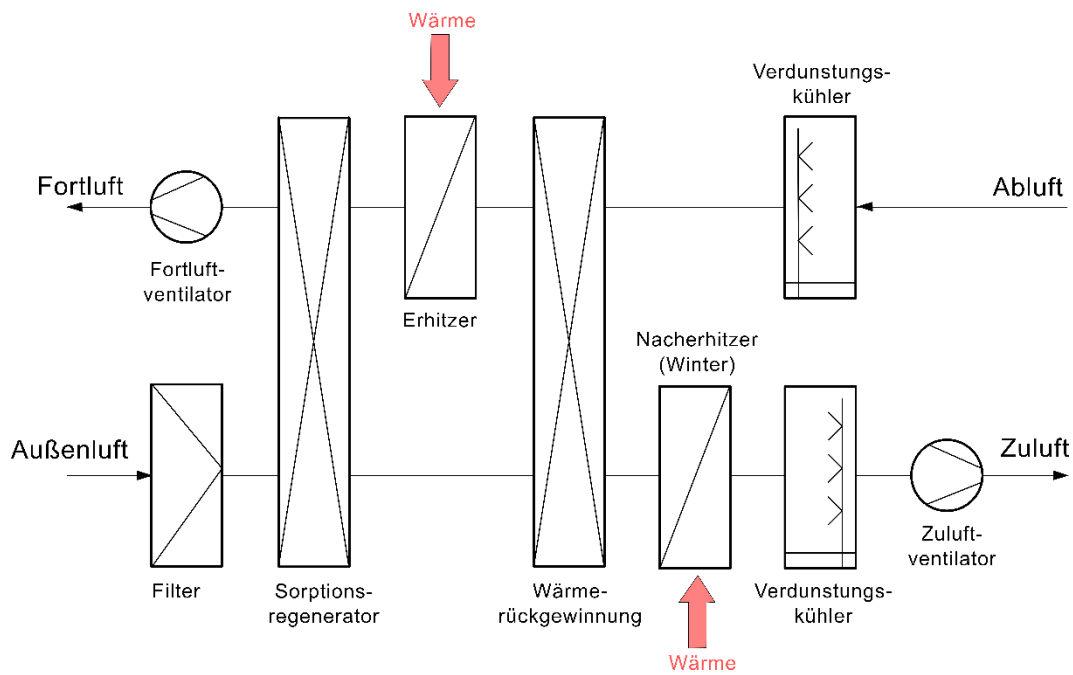 Wärme
Verdunstungs-
kühler
Fortluft
Abluft
Fortluft-
ventilator
Erhitzer
Nacherhitzer
(Winter)
Außenluft
Zuluft
Filter
Sorptions-
regenerator
Wärme-
rückgewinnung
Verdunstungs-
kühler
Zuluft-
ventilator
Wärme